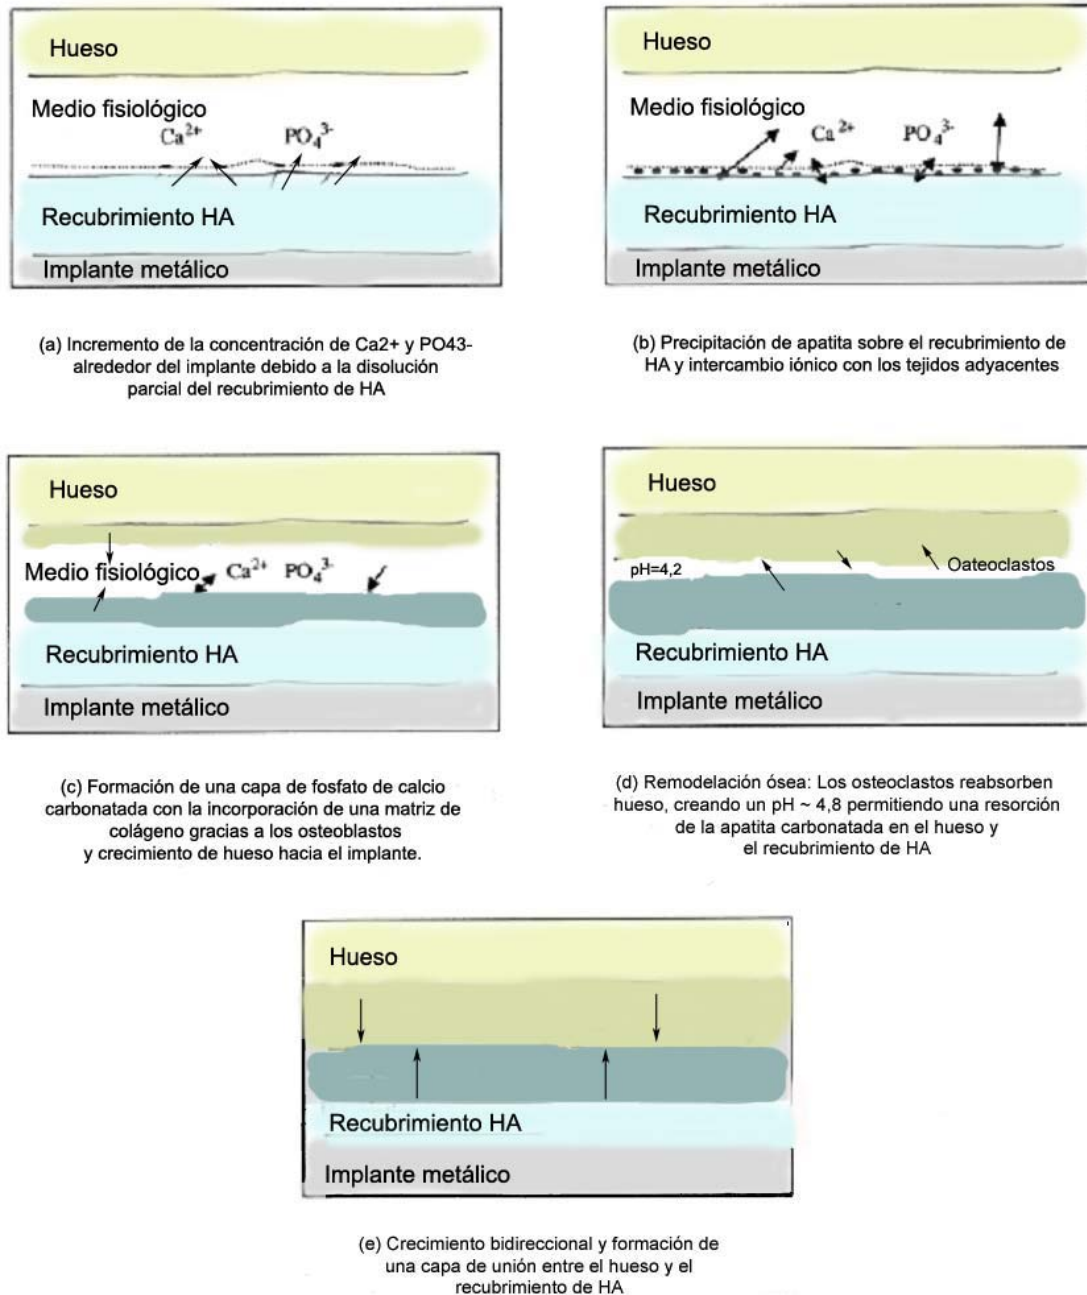 Hueso
Medio fisiológico
Ca2+ PO43-
Recubrimiento HA
Implante metálico
(a) Incremento de la concentración de Ca2+ y PO43-
alrededor del implante debido a la disolución
parcial del recubrimiento de HA
Hueso
Medio fisiológico
Ca2+ PO43-
Recubrimiento HA
Implante metálico
(b) Precipitación de apatita sobre el recubrimiento de
HA y intercambio iónico con los tejidos adyacentes
Hueso
Medio fisiológico Ca2+ PO43-
Recubrimiento HA
Implante metálico
(c) Formación de una capa de fosfato de calcio
carbonatada con la incorporación de una matriz de
colágeno gracias a los osteoblastos
y crecimiento de hueso hacia el implante.
Hueso
pH=4,2 Oateoclastos
Recubrimiento HA
Implante metálico
(d) Remodelación ósea: Los osteoclastos reabsorben
hueso, creando un pH ~ 4,8 permitiendo una resorción
de la apatita carbonatada en el hueso y
el recubrimiento de HA
Hueso
Recubrimiento HA
Implante metálico
(e) Crecimiento bidireccional y formación de
una capa de unión entre el hueso y el
recubrimiento de HA